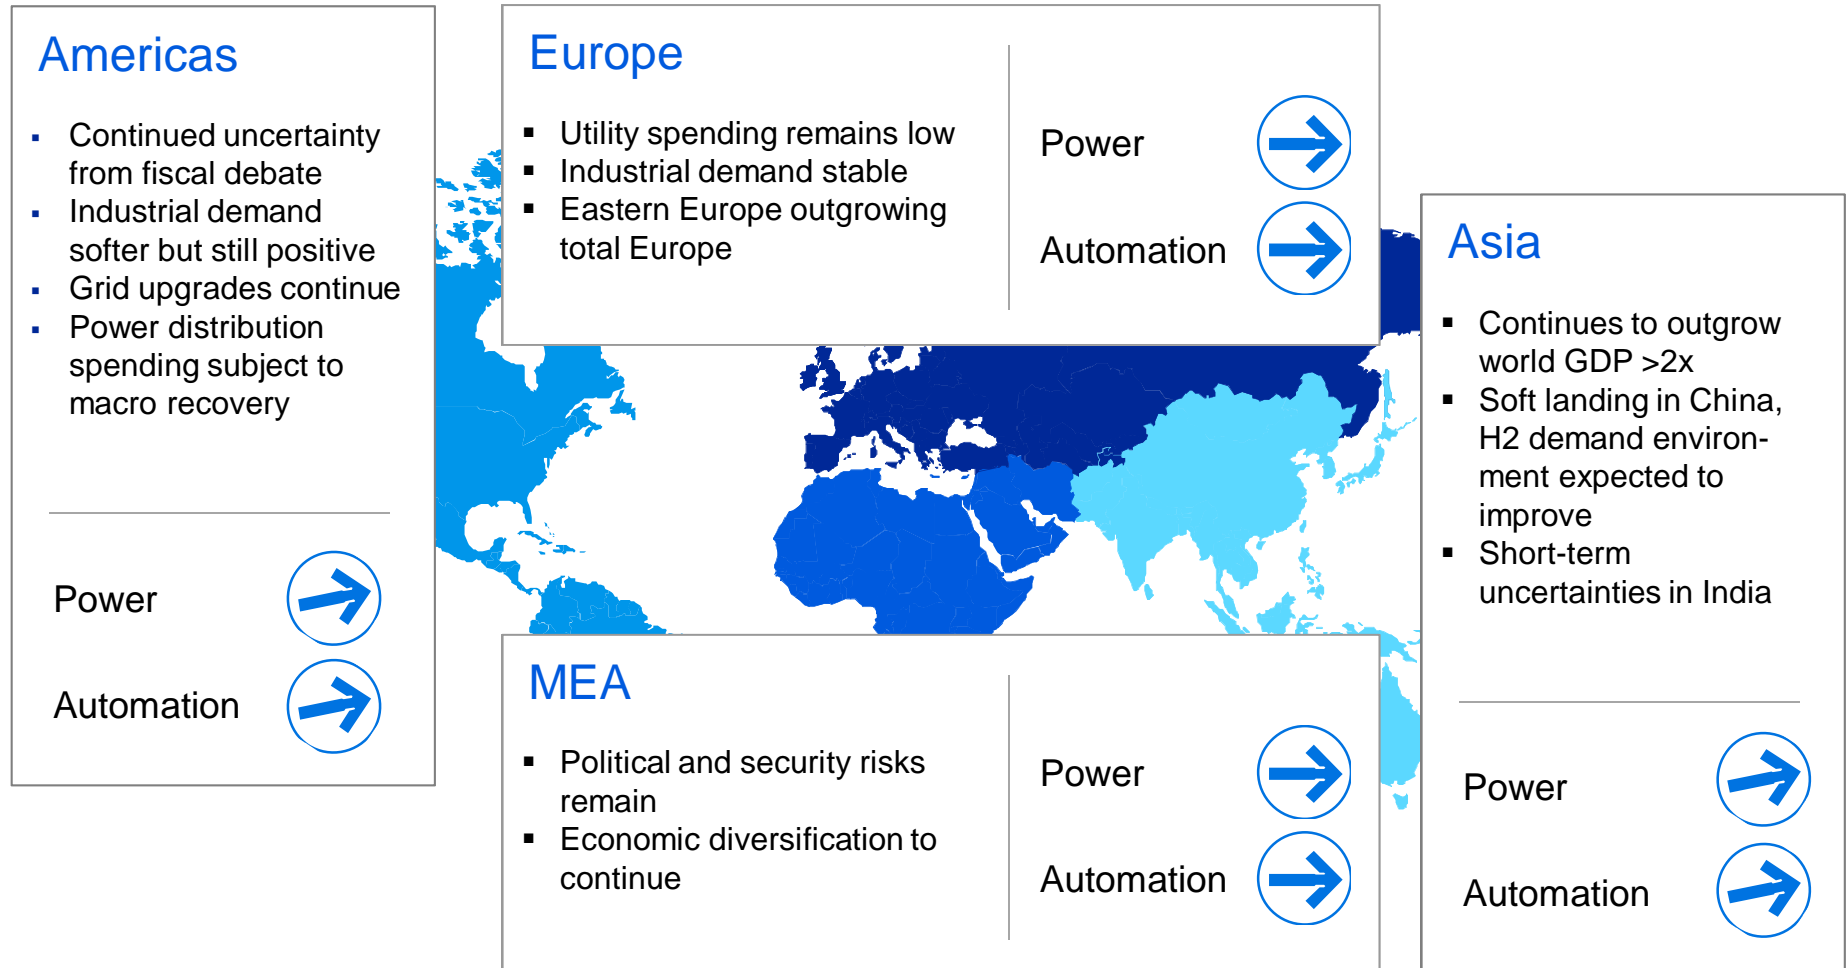 Americas
▪ Continued uncertainty
from fiscal debate
▪ Industrial demand
softer but still positive
▪ Grid upgrades continue
▪ Power distribution
spending subject to
macro recovery
Power
Automation
Europe
▪ Utility spending remains low
▪ Industrial demand stable
▪ Eastern Europe outgrowing
total Europe
Power
Automation
MEA
▪ Political and security risks
remain
▪ Economic diversification to
continue
Power
Automation
Asia
▪ Continues to outgrow
world GDP >2x
▪ Soft landing in China,
H2 demand environ-
ment expected to
improve
▪ Short-term
uncertainties in India
Power
Automation